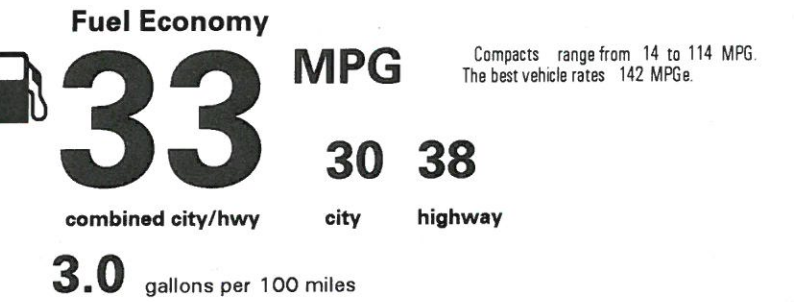 Fuel Economy
33 MPG
Compacts range from 14 to 114 MPG.
The best vehicle rates 142 MPGe.
30 38
combined city/hwy city highway
3.0 gallons per 100 miles